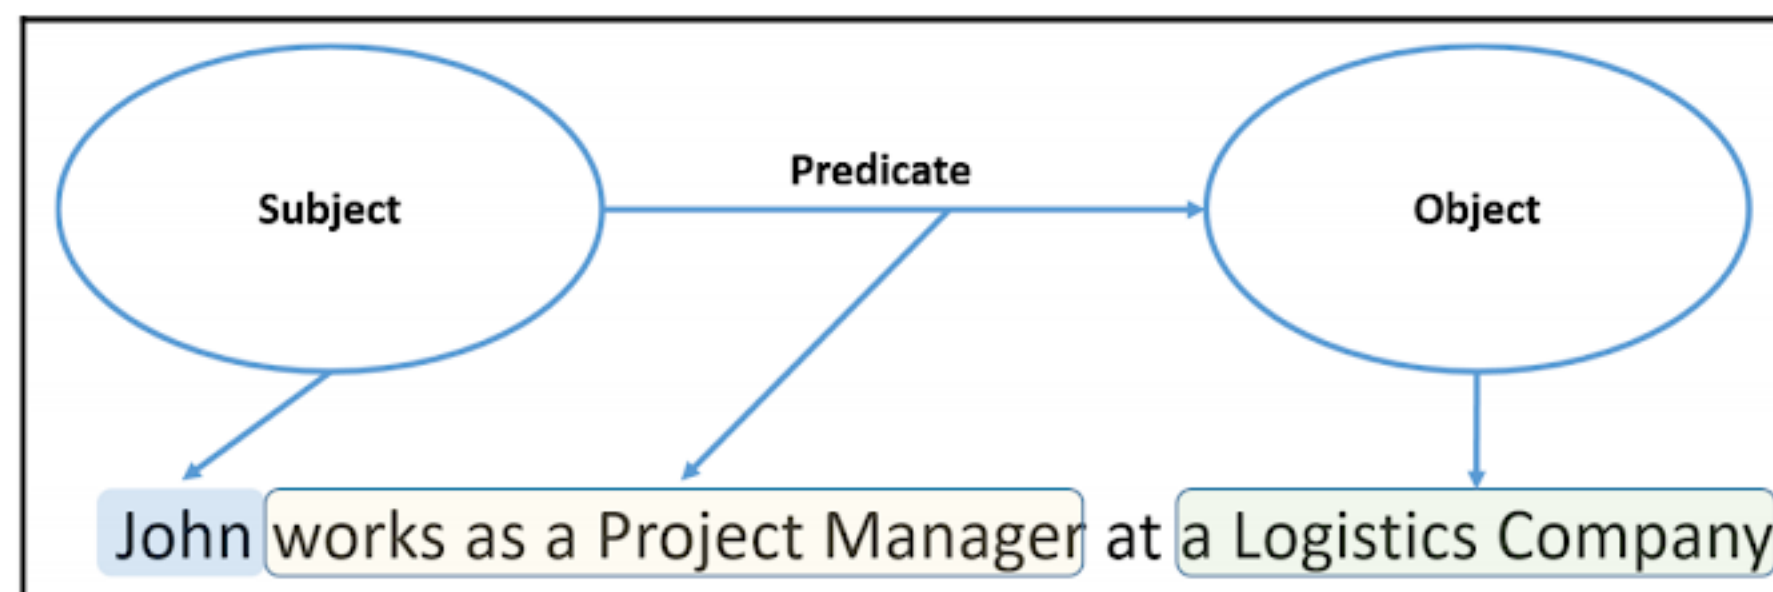 Predicate
Subject
Object
John works as a Project Manager at a Logistics Company